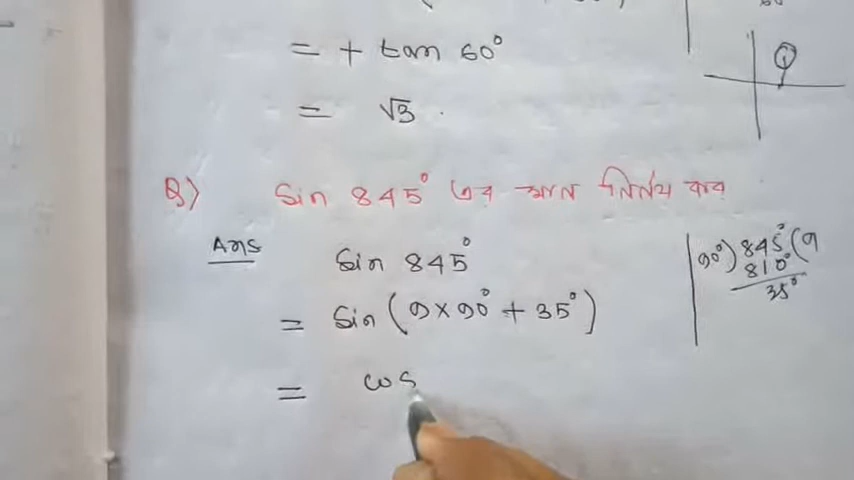 = + tan 60°
= √3 .
Q) Sin 845° এর মান নির্নয় কর
Ans Sin 845°
90°) 845° (9
810°
35°
= Sin (9 × 90° + 35°)
= cos